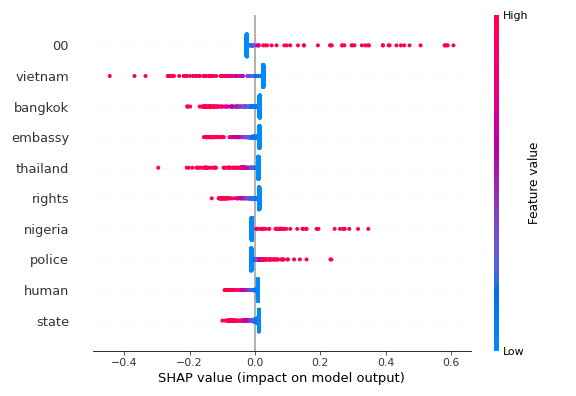 High
00
vietnam
bangkok
embassy
thailand
rights
nigeria
police
human
state
Feature value
Low
−0.4 −0.2 0.0 0.2 0.4 0.6
SHAP value (impact on model output)